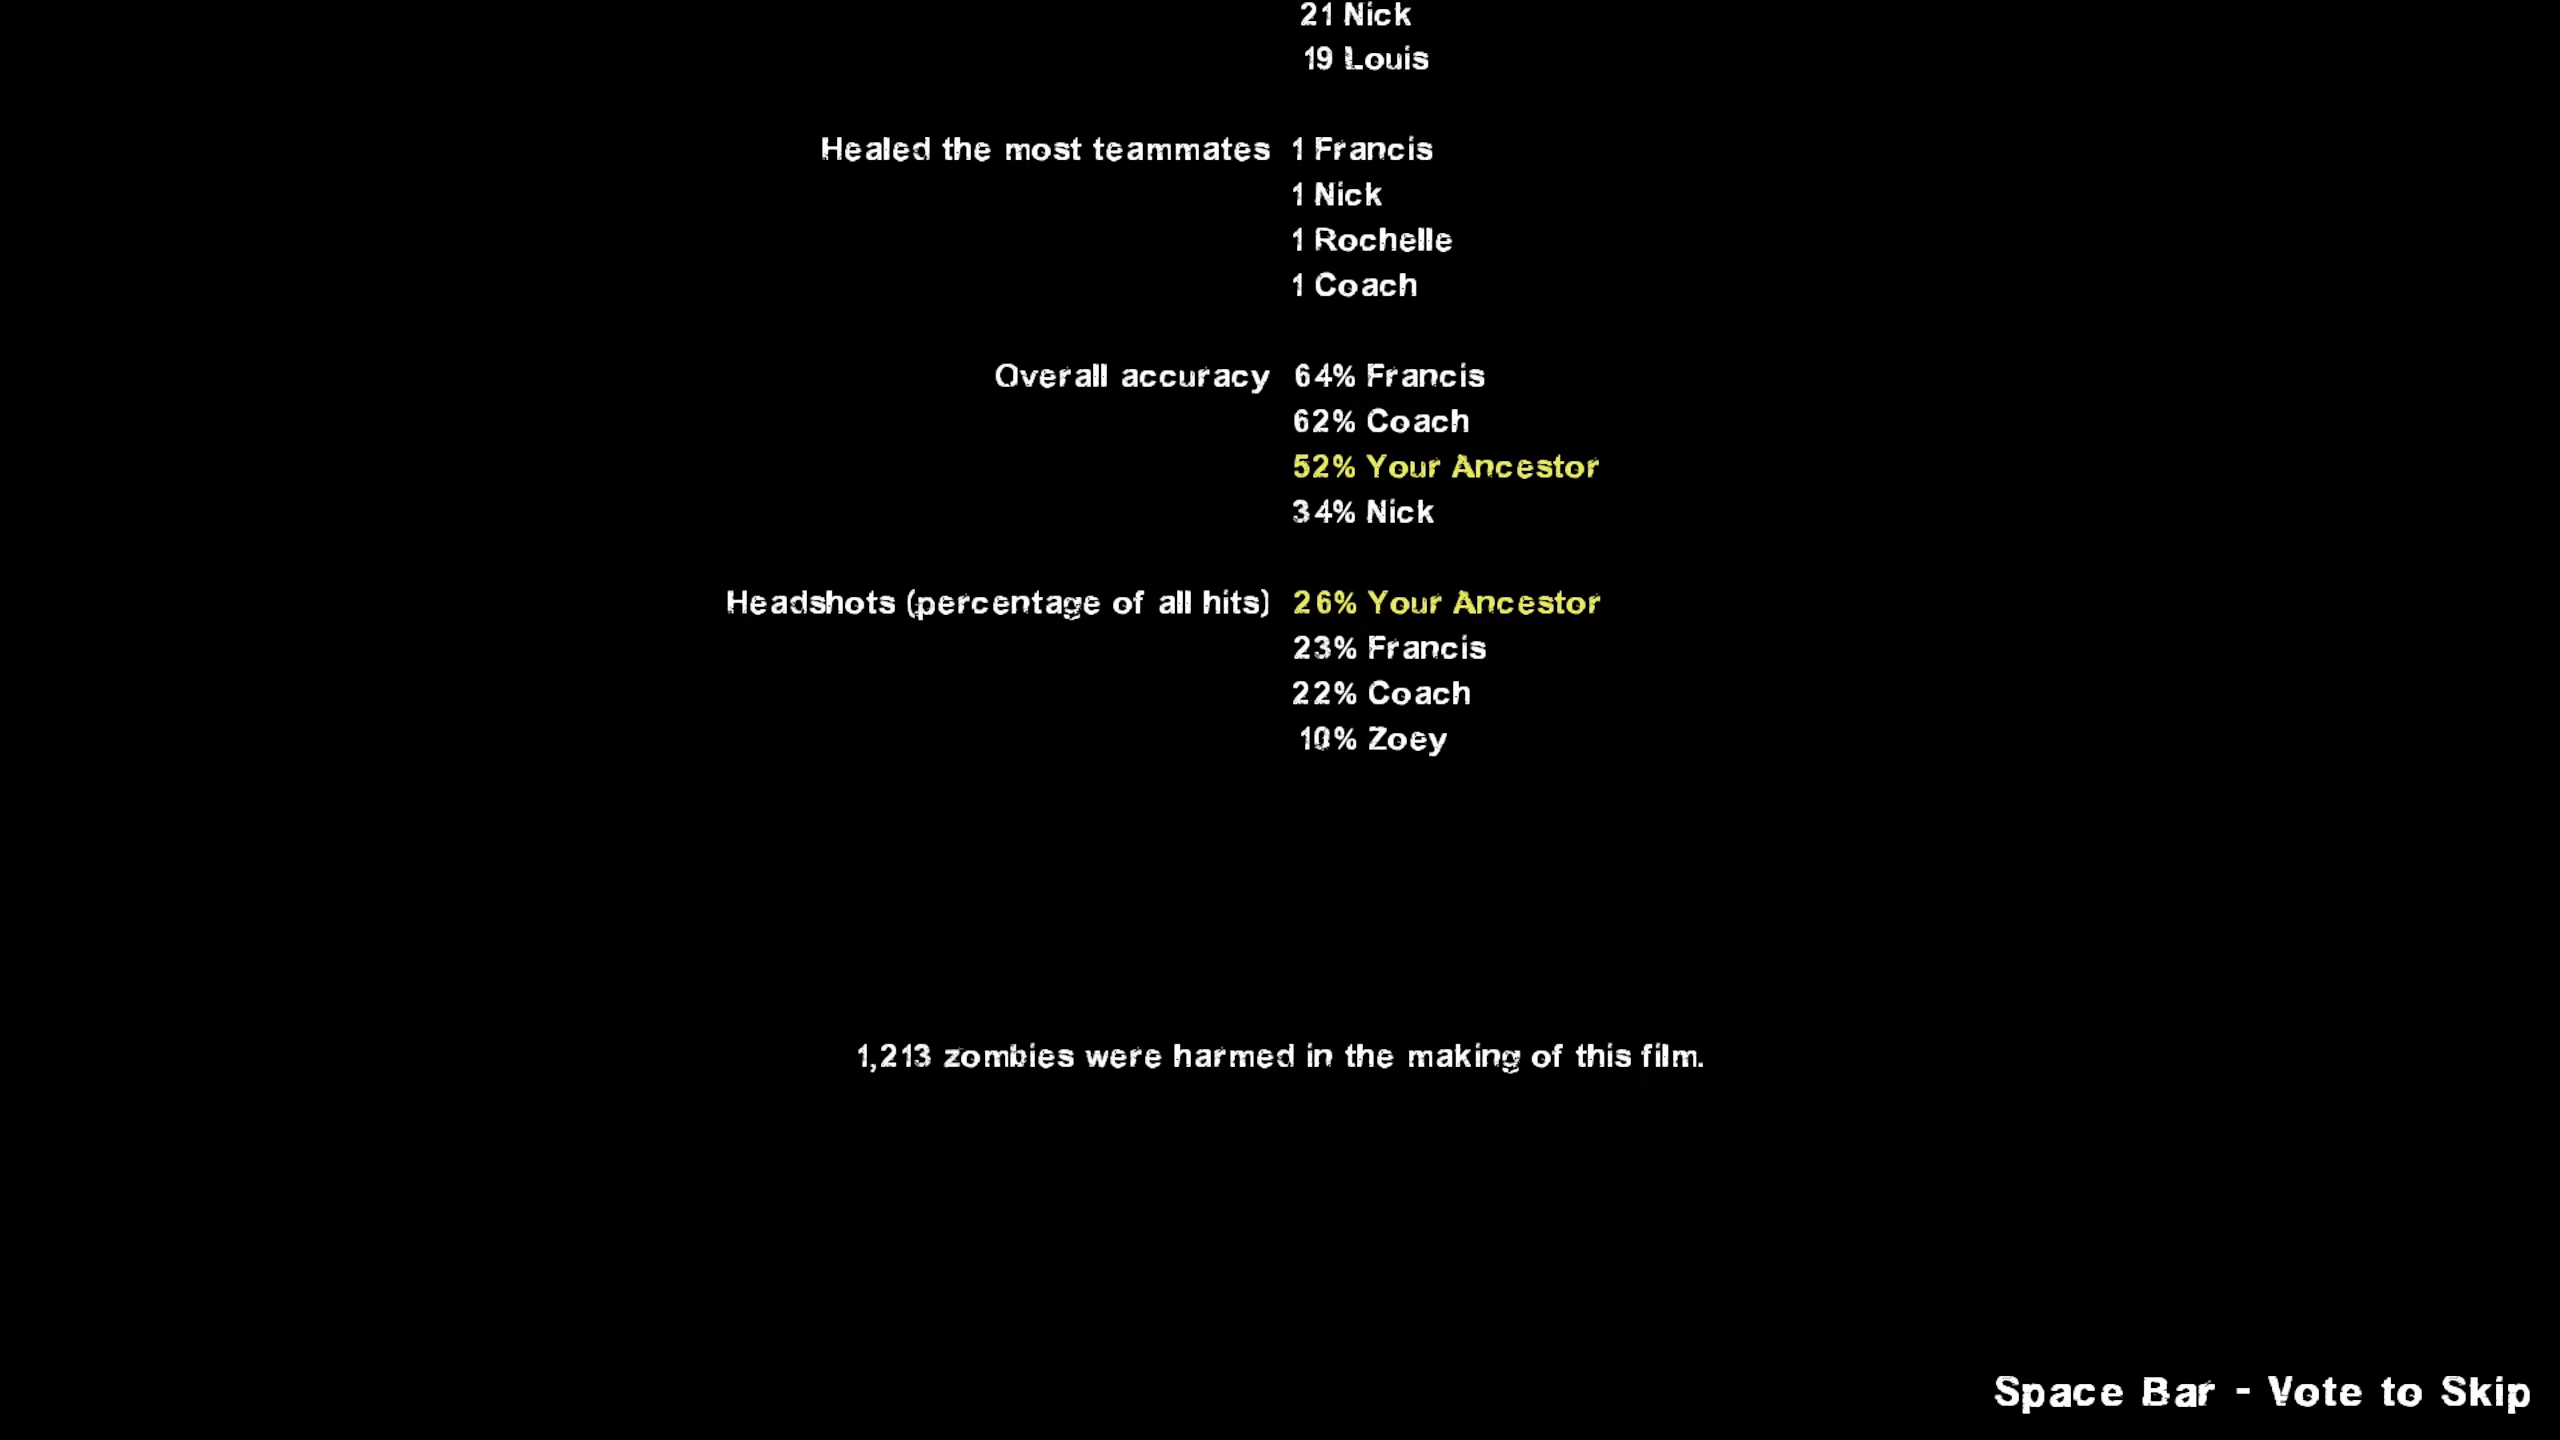 21 Nick
19 Louis
Healed the most teammates 1 Francis
1 Nick
1 Rochelle
1 Coach
Overall accuracy 64% Francis
62% Coach
52% Your Ancestor
34% Nick
Headshots (percentage of all hits) 26% Your Ancestor
23% Francis
22% Coach
10% Zoey
1,213 zombies were harmed in the making of this film.
Space Bar - Vote to Skip